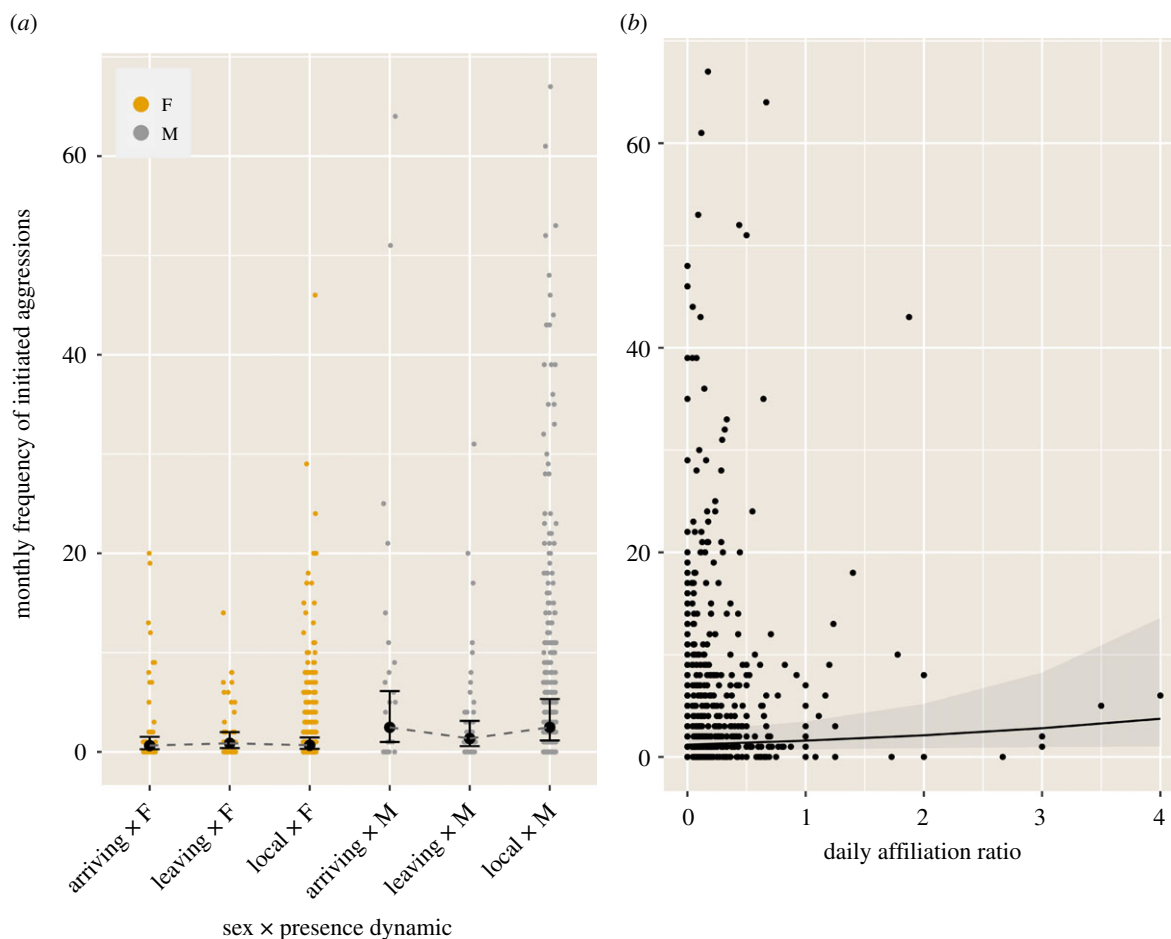 (a)
F
M
monthly frequency of initiated aggressions
60
40
20
0
arriving × F
leaving × F
local × F
arriving × M
leaving × M
local × M
sex × presence dynamic
(b)
60
40
20
0
0 1 2 3 4
daily affiliation ratio